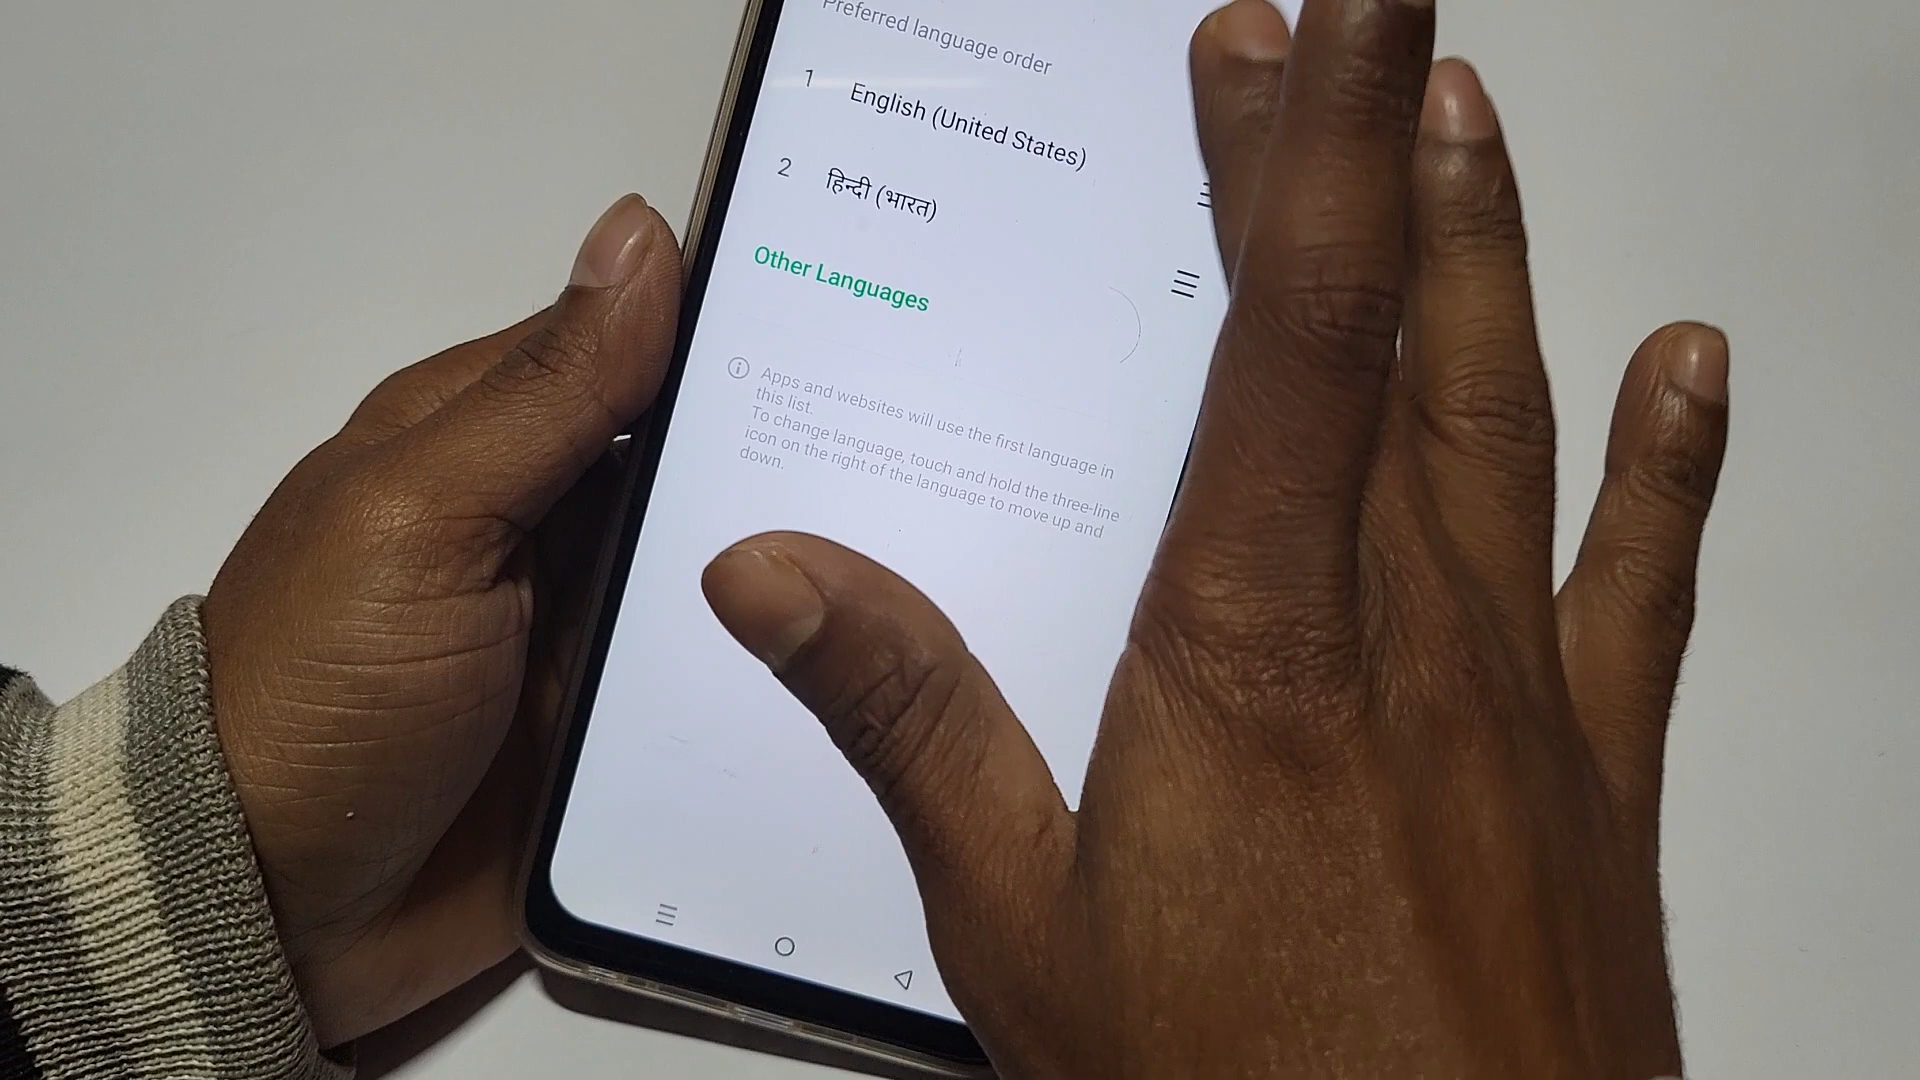 Preferred language order
1 English (United States)
2 हिन्दी (भारत)
Other Languages
Apps and websites will use the first language in
this list.
To change language, touch and hold the three-line
icon on the right of the language to move up and
down.